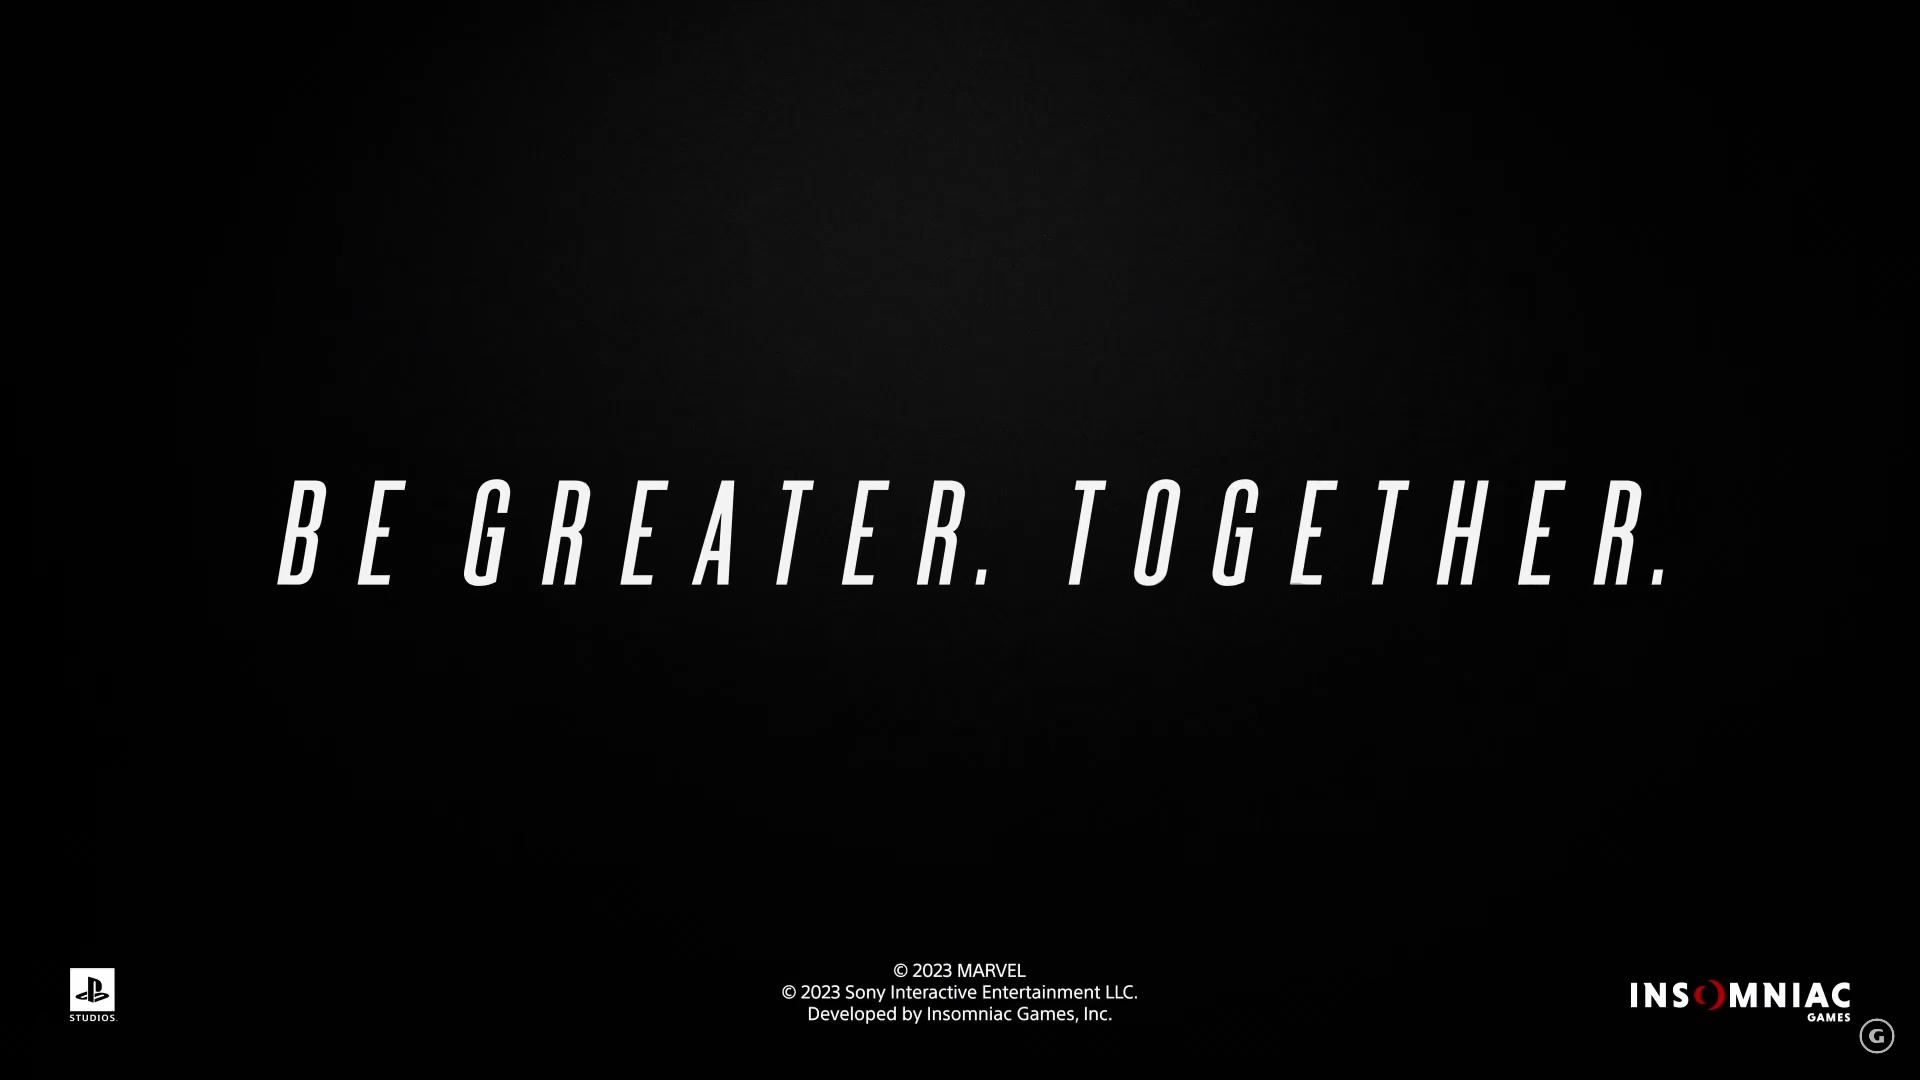 BE GREATER. TOGETHER.
© 2023 MARVEL
© 2023 Sony Interactive Entertainment LLC.
Developed by Insomniac Games, Inc.
STUDIOS
INSOMNIAC
GAMES
G